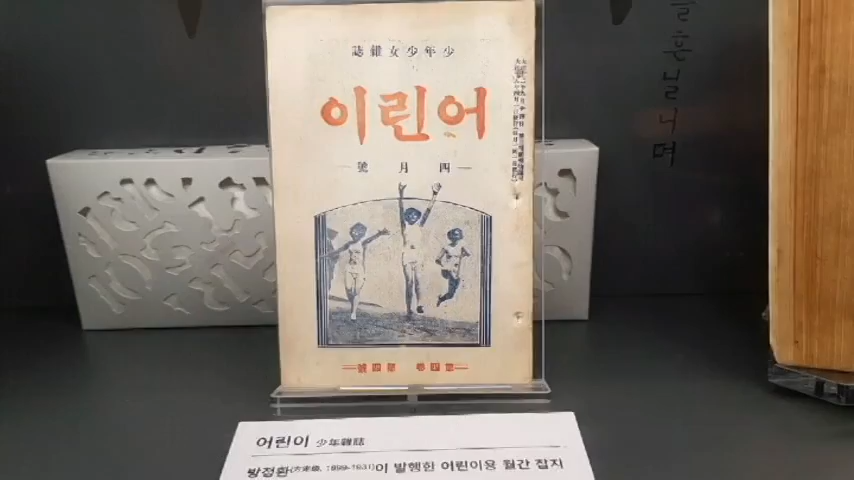 少年少女雜誌
어린이
四月號
第四卷 第四號
어린이 少年雜誌
방정환(方定煥, 1899-1931)이 발행한 어린이용 월간 잡지